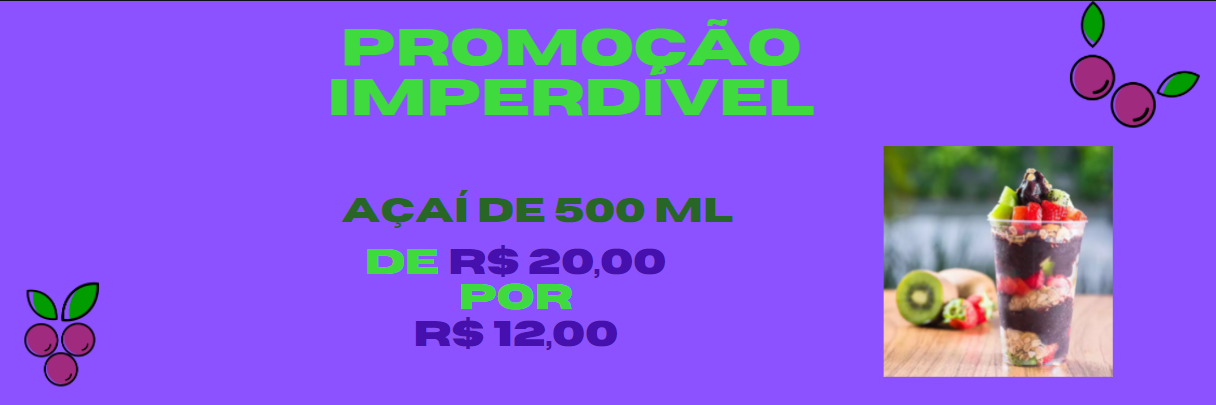 PROMOÇÃO
IMPERDÍVEL
AÇAÍ DE 500 ML
DE R$ 20,00
POR
R$ 12,00